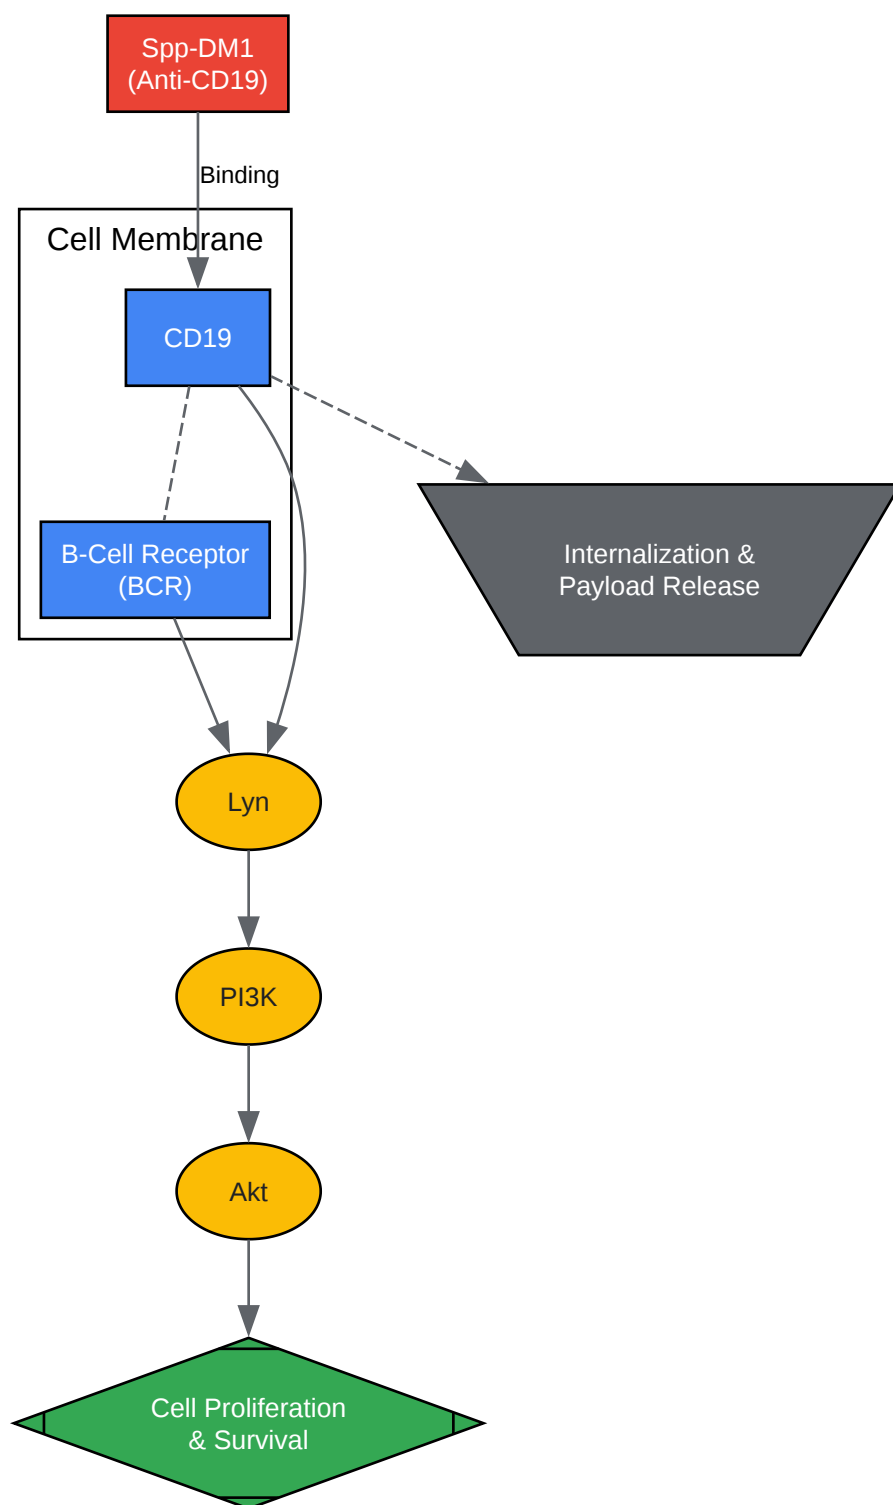 Spp-DM1
(Anti-CD19)
Binding
Cell Membrane
CD19
B-Cell Receptor
(BCR)
Internalization &
Payload Release
Lyn
PI3K
Akt
Cell Proliferation
& Survival